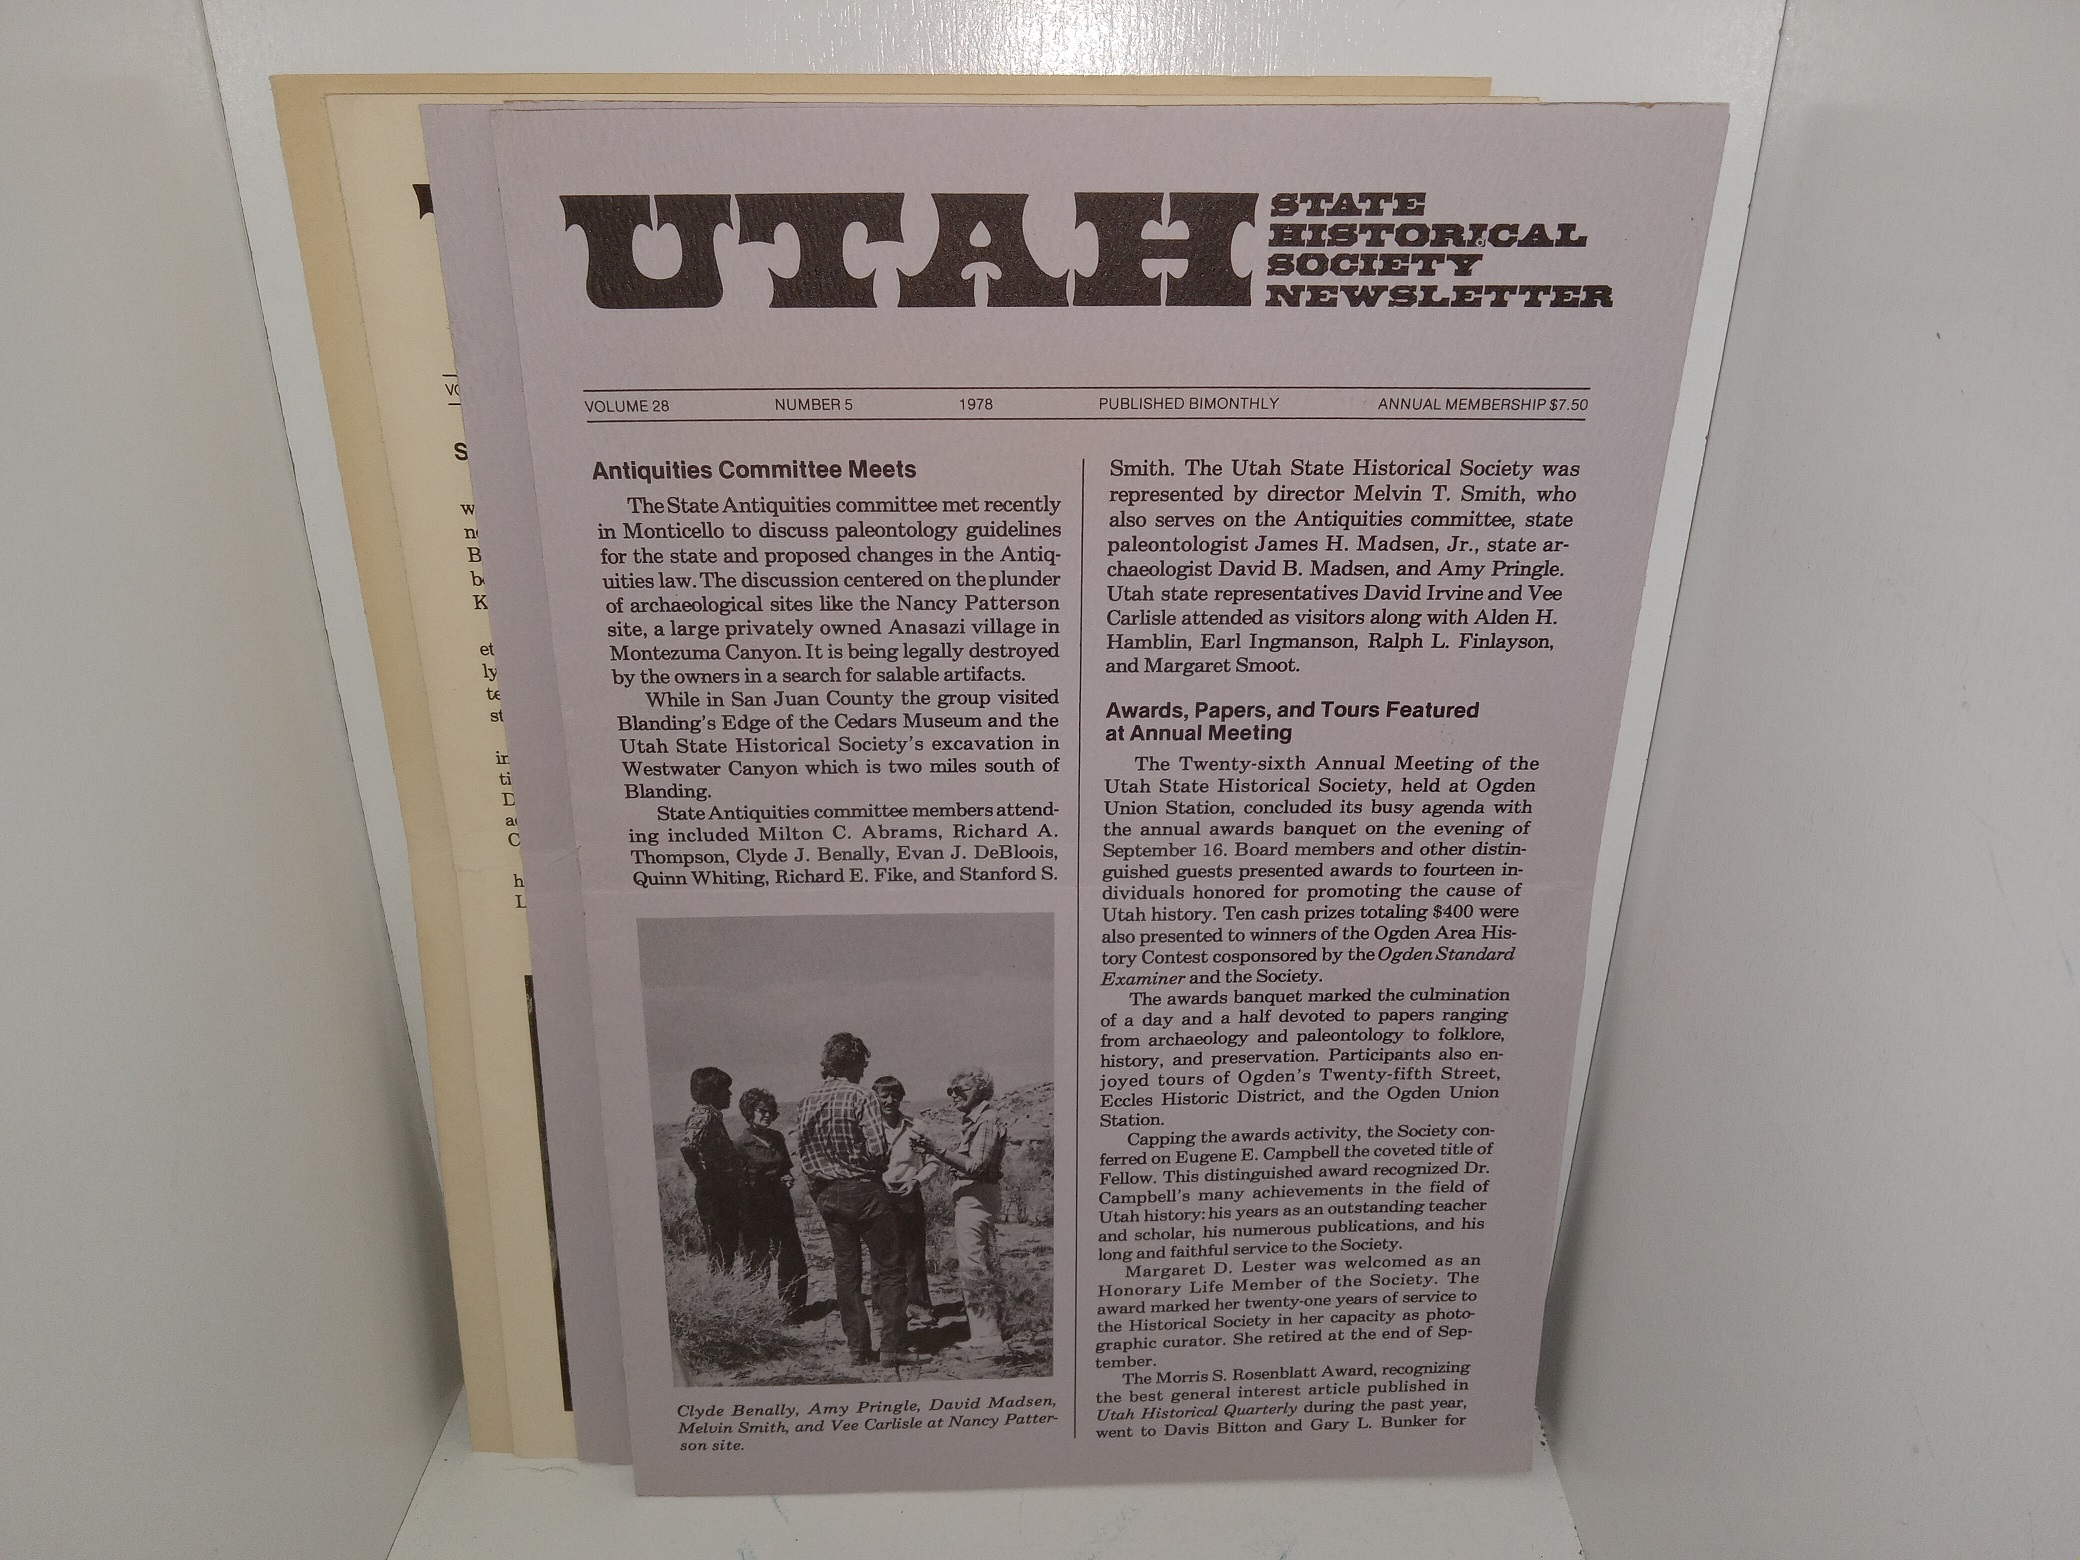 UTAH
STATE
HISTORICAL
SOCIETY
NEWSLETTER
VOLUME 28 NUMBER 5 1978 PUBLISHED BIMONTHLY ANNUAL MEMBERSHIP $7.50
Antiquities Committee Meets
The State Antiquities committee met recently
in Monticello to discuss paleontology guidelines
for the state and proposed changes in the Antiq-
uities law. The discussion centered on the plunder
of archaeological sites like the Nancy Patterson
site, a large privately owned Anasazi village in
Montezuma Canyon. It is being legally destroyed
by the owners in a search for salable artifacts.
While in San Juan County the group visited
Blanding's Edge of the Cedars Museum and the
Utah State Historical Society's excavation in
Westwater Canyon which is two miles south of
Blanding.
State Antiquities committee members attend-
ing included Milton C. Abrams, Richard A.
Thompson, Clyde J. Benally, Evan J. DeBloois,
Quinn Whiting, Richard E. Fike, and Stanford S.
Clyde Benally, Amy Pringle, David Madsen,
Melvin Smith, and Vee Carlisle at Nancy Patter-
son site.
Smith. The Utah State Historical Society was
represented by director Melvin T. Smith, who
also serves on the Antiquities committee, state
paleontologist James H. Madsen, Jr., state ar-
chaeologist David B. Madsen, and Amy Pringle.
Utah state representatives David Irvine and Vee
Carlisle attended as visitors along with Alden H.
Hamblin, Earl Ingmanson, Ralph L. Finlayson,
and Margaret Smoot.
Awards, Papers, and Tours Featured
at Annual Meeting
The Twenty-sixth Annual Meeting of the
Utah State Historical Society, held at Ogden
Union Station, concluded its busy agenda with
the annual awards banquet on the evening of
September 16. Board members and other distin-
guished guests presented awards to fourteen in-
dividuals honored for promoting the cause of
Utah history. Ten cash prizes totaling $400 were
also presented to winners of the Ogden Area His-
tory Contest cosponsored by the Ogden Standard
Examiner and the Society.
The awards banquet marked the culmination
of a day and a half devoted to papers ranging
from archaeology and paleontology to folklore,
history, and preservation. Participants also en-
joyed tours of Ogden's Twenty-fifth Street,
Eccles Historic District, and the Ogden Union
Station.
Capping the awards activity, the Society con-
ferred on Eugene E. Campbell the coveted title of
Fellow. This distinguished award recognized Dr.
Campbell's many achievements in the field of
Utah history: his years as an outstanding teacher
and scholar, his numerous publications, and his
long and faithful service to the Society.
Margaret D. Lester was welcomed as an
Honorary Life Member of the Society. The
award marked her twenty-one years of service to
the Historical Society in her capacity as photo-
graphic curator. She retired at the end of Sep-
tember.
The Morris S. Rosenblatt Award, recognizing
the best general interest article published in
Utah Historical Quarterly during the past year,
went to Davis Bitton and Gary L. Bunker for